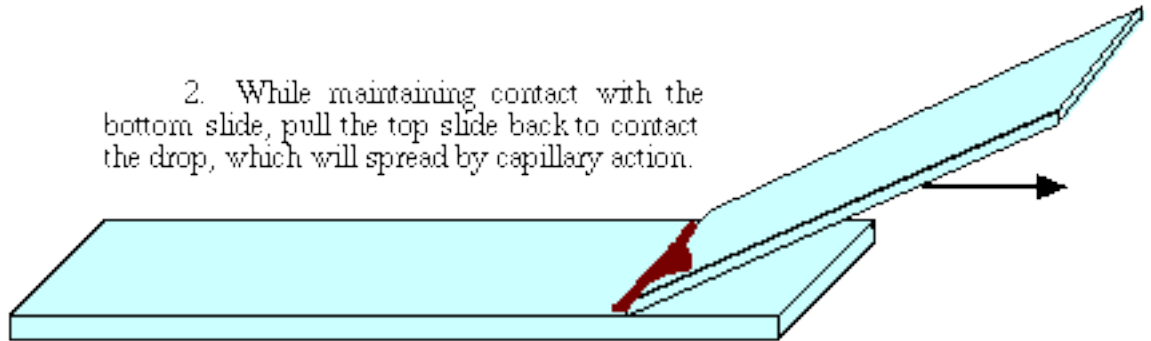 2. While maintaining contact with the
bottom slide, pull the top slide back to contact
the drop, which will spread by capillary action.